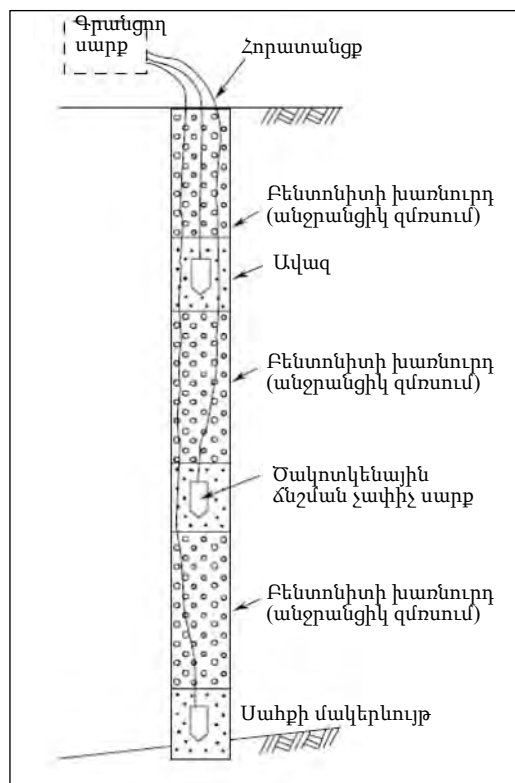 Գրանցող
սարք
Հորատանցք
Բենտոնիտի խառնուրդ
(անջրանցիկ զմռսում)
Ավազ
Բենտոնիտի խառնուրդ
(անջրանցիկ զմռսում)
Ծակոտկենային
ճնշման չափիչ սարք
Բենտոնիտի խառնուրդ
(անջրանցիկ զմռսում)
Սահքի մակերևույթ